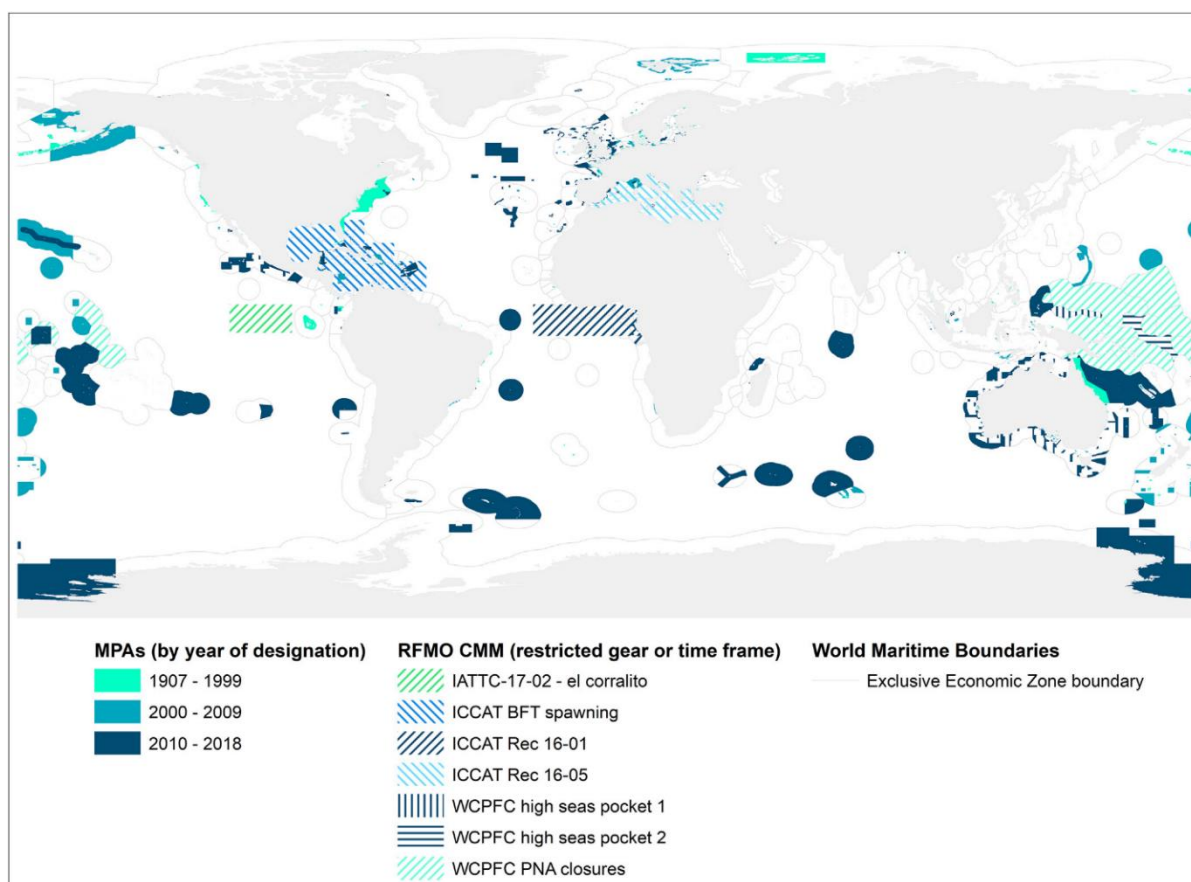 MPAs (by year of designation)
1907 - 1999
2000 - 2009
2010 - 2018
RFMO CMM (restricted gear or time frame)
IATTC-17-02 - el corralito
ICCAT BFT spawning
ICCAT Rec 16-01
ICCAT Rec 16-05
WCPFC high seas pocket 1
WCPFC high seas pocket 2
WCPFC PNA closures
World Maritime Boundaries
Exclusive Economic Zone boundary